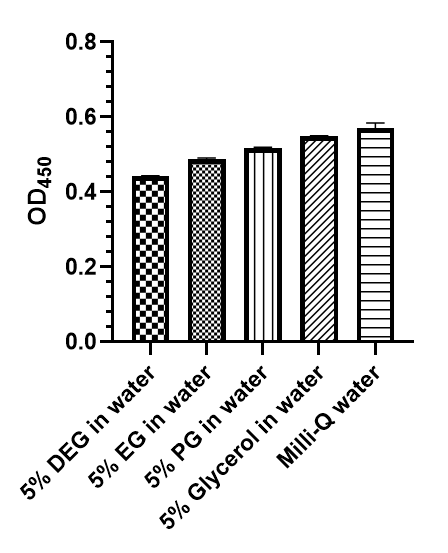 0.8
0.6
0.4
0.2
0.0
OD450
5% DEG in water
5% EG in water
5% PG in water
5% Glycerol in water
Milli-Q water